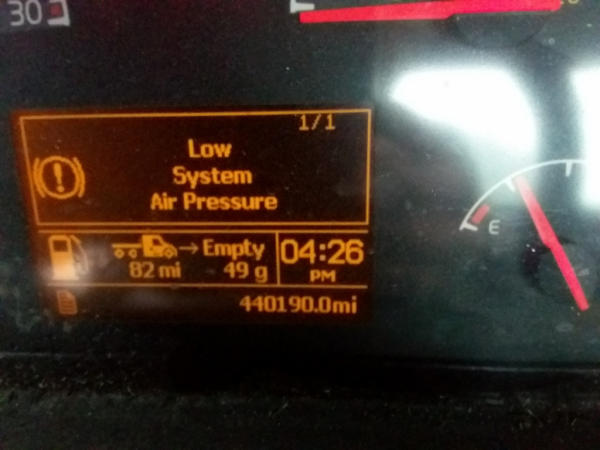 30
1/1
Low
System
Air Pressure
→ Empty
82 mi 49 g
04:26
PM
440190.0mi
E